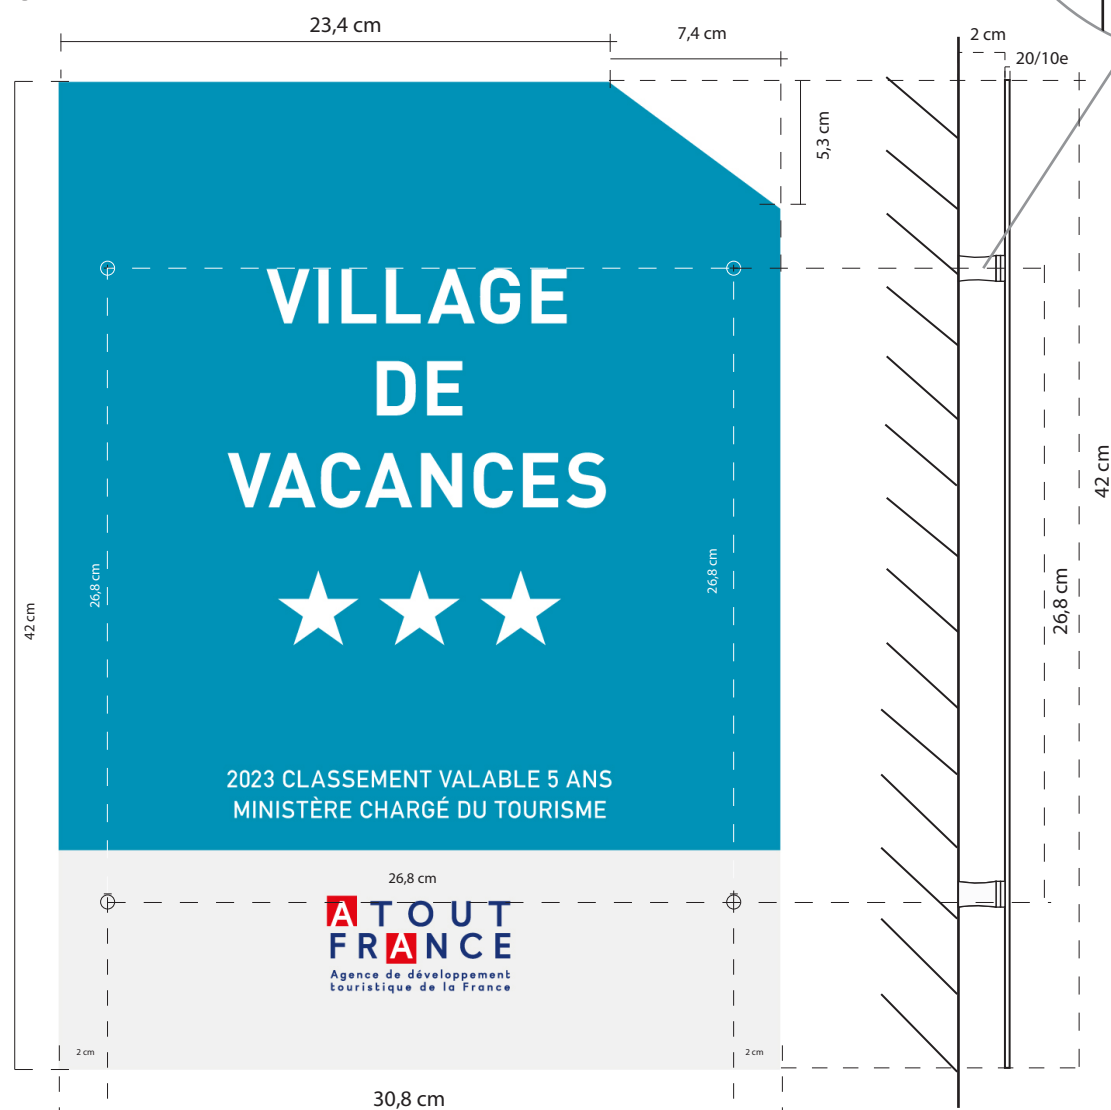 23,4 cm
7,4 cm
2 cm
20/10e
5,3 cm
VILLAGE
DE
VACANCES
42 cm
26,8 cm
26,8 cm
26,8 cm
42 cm
2023 CLASSEMENT VALABLE 5 ANS
MINISTÈRE CHARGÉ DU TOURISME
26,8 cm
ATOUT
FRANCE
Agence de développement
touristique de la France
2 cm
2 cm
30,8 cm